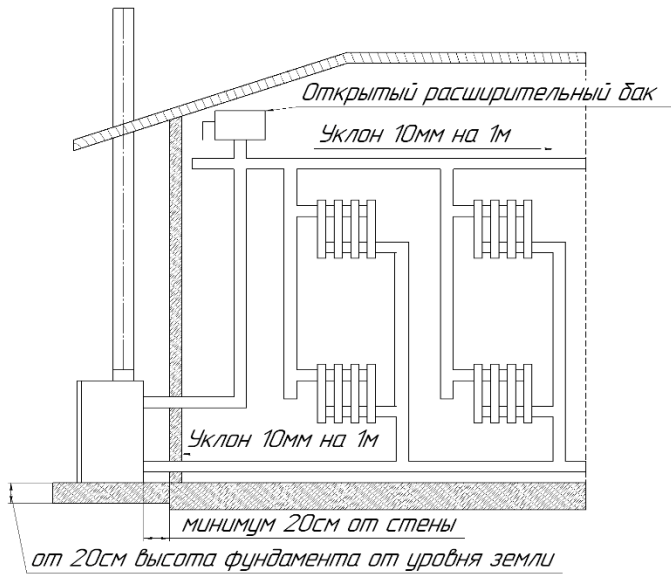 Открытый расширительный бак
Уклон 10мм на 1м
Уклон 10мм на 1м
минимум 20см от стены
от 20см высота фундамента от уровня земли